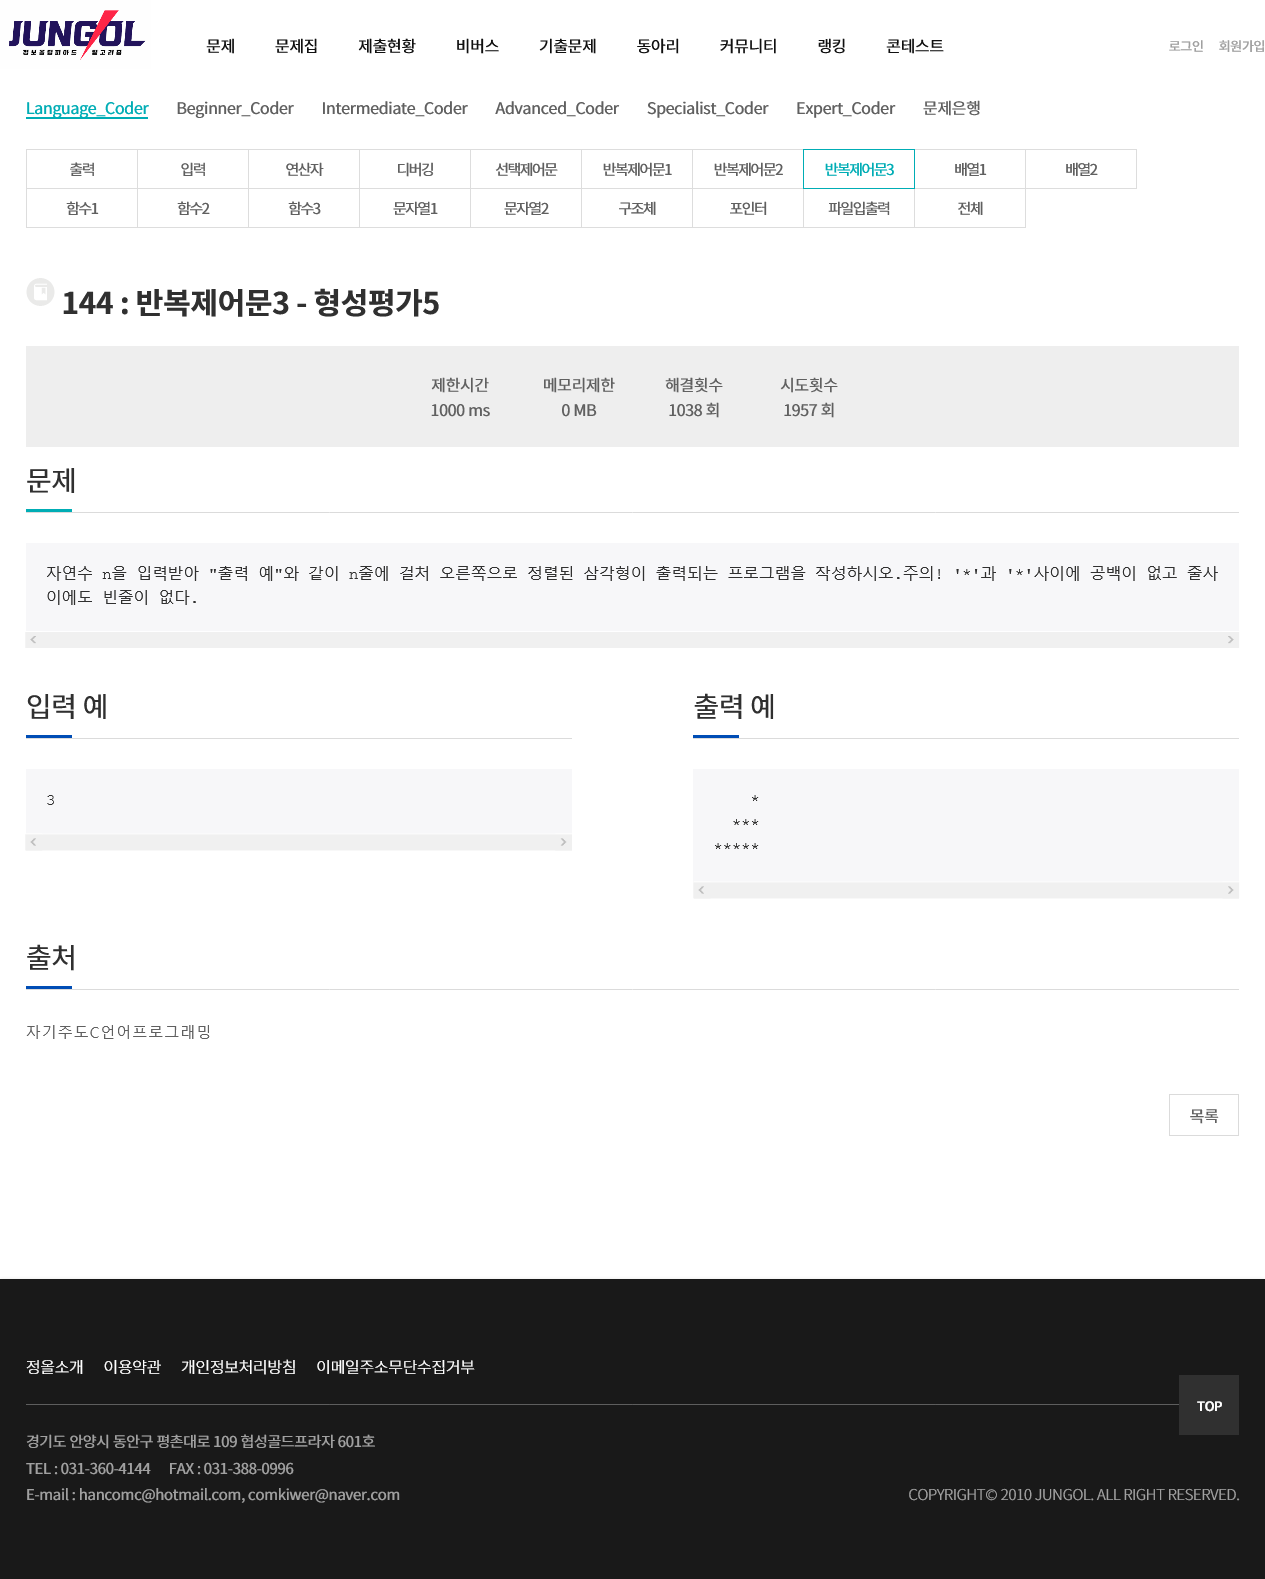 JUNGOL
정보올림피아드 알고리즘
문제 문제집 제출현황 비버스 기출문제 동아리 커뮤니티 랭킹 콘테스트 로그인 회원가입
Language_Coder Beginner_Coder Intermediate_Coder Advanced_Coder Specialist_Coder Expert_Coder 문제은행
출력 입력 연산자 디버깅 선택제어문 반복제어문1 반복제어문2 반복제어문3 배열1 배열2
함수1 함수2 함수3 문자열1 문자열2 구조체 포인터 파일입출력 전체
144 : 반복제어문3 - 형성평가5
제한시간 메모리제한 해결횟수 시도횟수
1000 ms 0 MB 1038 회 1957 회
문제
자연수 n을 입력받아 "출력 예"와 같이 n줄에 걸처 오른쪽으로 정렬된 삼각형이 출력되는 프로그램을 작성하시오.주의! '*'과 '*'사이에 공백이 없고 줄사
이에도 빈줄이 없다.
입력 예
3
출력 예
    *
  ***
*****
출처
자기주도C언어프로그래밍
목록
정올소개 이용약관 개인정보처리방침 이메일주소무단수집거부
TOP
경기도 안양시 동안구 평촌대로 109 협성골드프라자 601호
TEL : 031-360-4144 FAX : 031-388-0996
E-mail : hancomc@hotmail.com, comkiwer@naver.com
COPYRIGHT© 2010 JUNGOL. ALL RIGHT RESERVED.